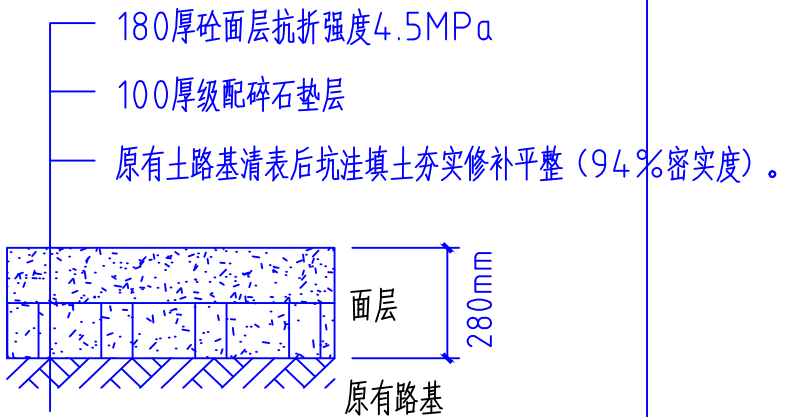 180厚砼面层抗折强度4.5MPa
100厚级配碎石垫层
原有土路基清表后坑洼填土夯实修补平整（94%密实度）。
280mm
面层
原有路基